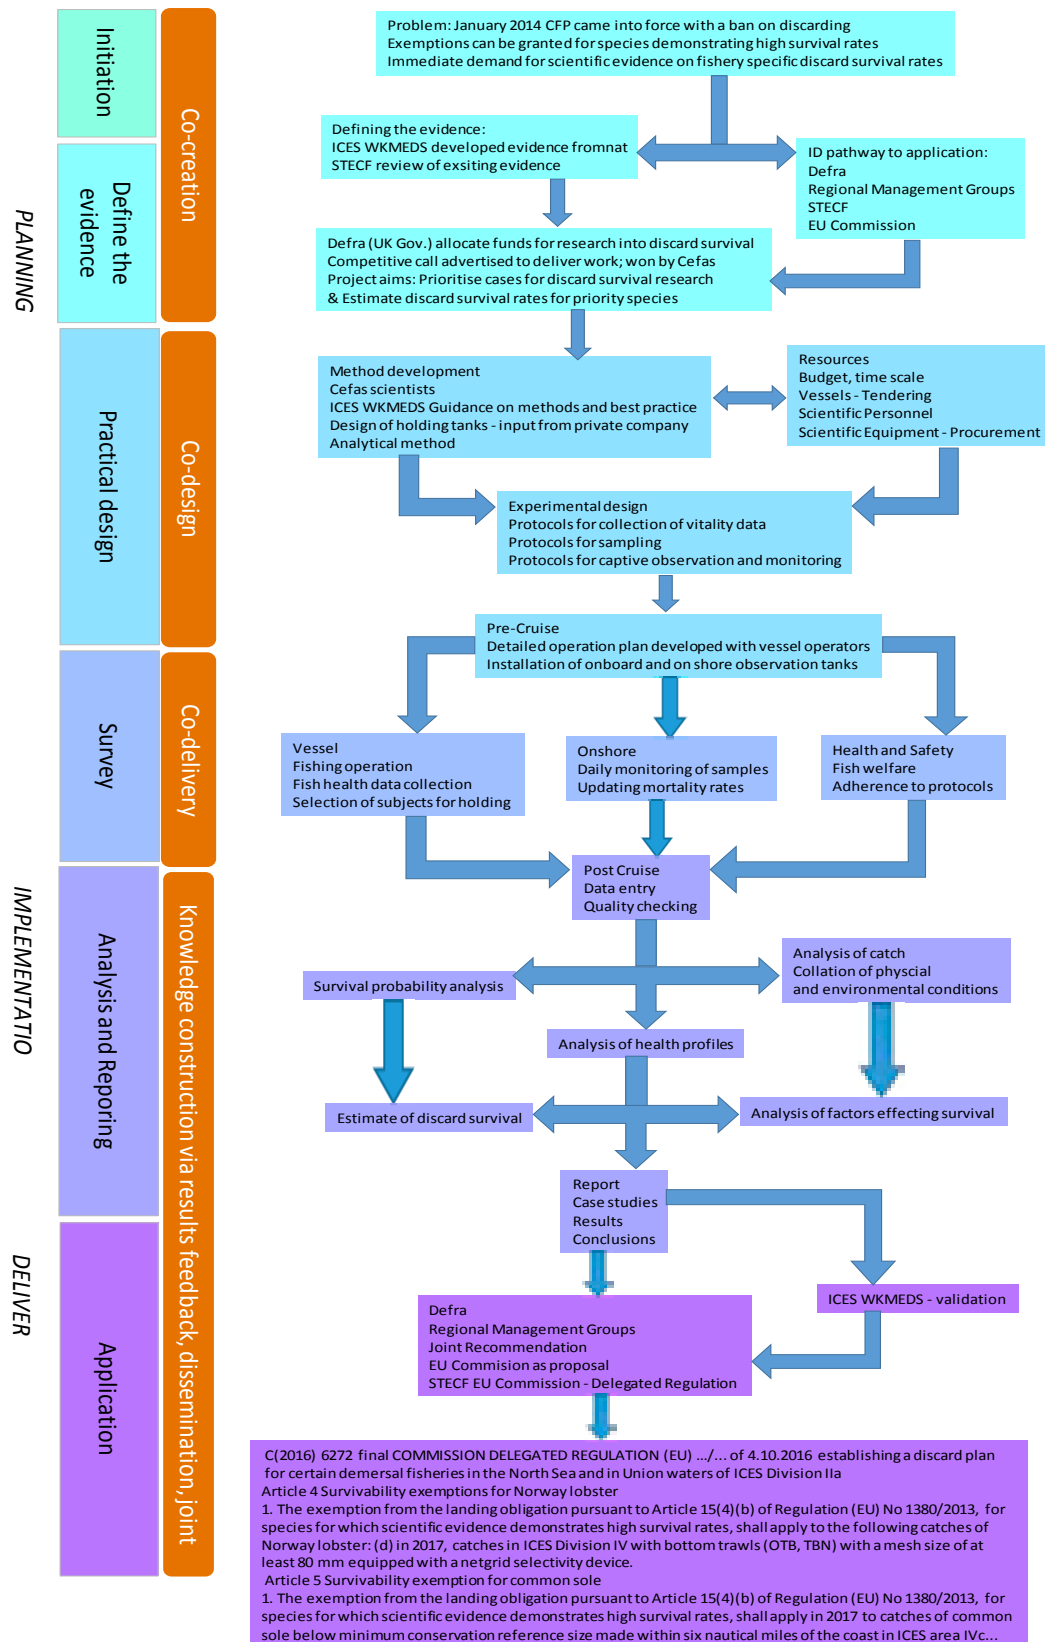 PLANNING
IMPLEMENTATIO
DELIVER
Initiation
Define the
evidence
Practical design
Survey
Analysis and Reporing
Application
Co-creation
Co-design
Co-delivery
Knowledge construction via results feedback, dissemination, joint
Problem: January 2014 CFP came into force with a ban on discarding
Exemptions can be granted for species demonstrating high survival rates
Immediate demand for scientific evidence on fishery specific discard survival rates
Defining the evidence:
ICES WKMEDS developed evidence fromnat
STECF review of exsiting evidence
ID pathway to application:
Defra
Regional Management Groups
STECF
EU Commission
Defra (UK Gov.) allocate funds for research into discard survival
Competitive call advertised to deliver work; won by Cefas
Project aims: Prioritise cases for discard survival research
& Estimate discard survival rates for priority species
Method development
Cefas scientists
ICES WKMEDS Guidance on methods and best practice
Design of holding tanks - input from private company
Analytical method
Resources
Budget, time scale
Vessels - Tendering
Scientific Personnel
Scientific Equipment - Procurement
Experimental design
Protocols for collection of vitality data
Protocols for sampling
Protocols for captive observation and monitoring
Pre-Cruise
Detailed operation plan developed with vessel operators
Installation of onboard and on shore observation tanks
Vessel
Fishing operation
Fish health data collection
Selection of subjects for holding
Onshore
Daily monitoring of samples
Updating mortality rates
Health and Safety
Fish welfare
Adherence to protocols
Post Cruise
Data entry
Quality checking
Survival probability analysis
Analysis of catch
Collation of physcial
and environmental conditions
Analysis of health profiles
Estimate of discard survival
Analysis of factors effecting survival
Report
Case studies
Results
Conclusions
ICES WKMEDS - validation
Defra
Regional Management Groups
Joint Recommendation
EU Commision as proposal
STECF EU Commission - Delegated Regulation
C(2016) 6272 final COMMISSION DELEGATED REGULATION (EU) .../... of 4.10.2016 establishing a discard plan
for certain demersal fisheries in the North Sea and in Union waters of ICES Division IIa
Article 4 Survivability exemptions for Norway lobster
1. The exemption from the landing obligation pursuant to Article 15(4)(b) of Regulation (EU) No 1380/2013, for
species for which scientific evidence demonstrates high survival rates, shall apply to the following catches of
Norway lobster: (d) in 2017, catches in ICES Division IV with bottom trawls (OTB, TBN) with a mesh size of at
least 80 mm equipped with a netgrid selectivity device.
Article 5 Survivability exemption for common sole
1. The exemption from the landing obligation pursuant to Article 15(4)(b) of Regulation (EU) No 1380/2013, for
species for which scientific evidence demonstrates high survival rates, shall apply in 2017 to catches of common
sole below minimum conservation reference size made within six nautical miles of the coast in ICES area IVc...